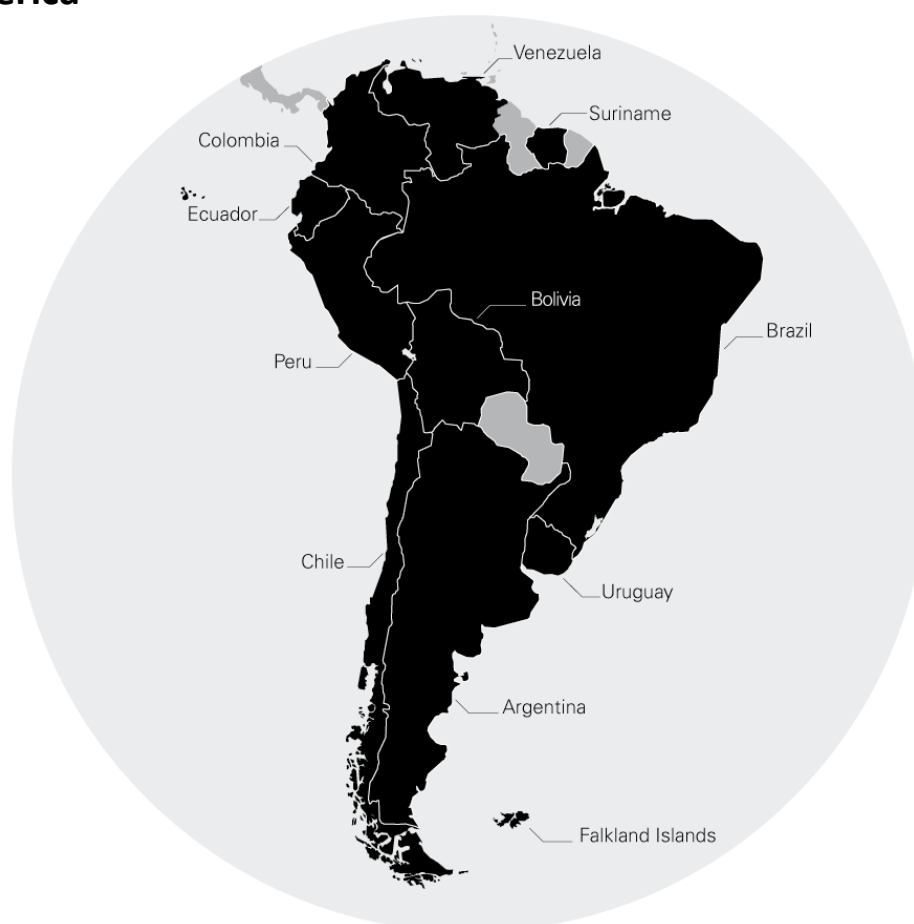 Venezuela
Suriname
Colombia
Ecuador
Bolivia
Brazil
Peru
Chile
Uruguay
Argentina
Falkland Islands